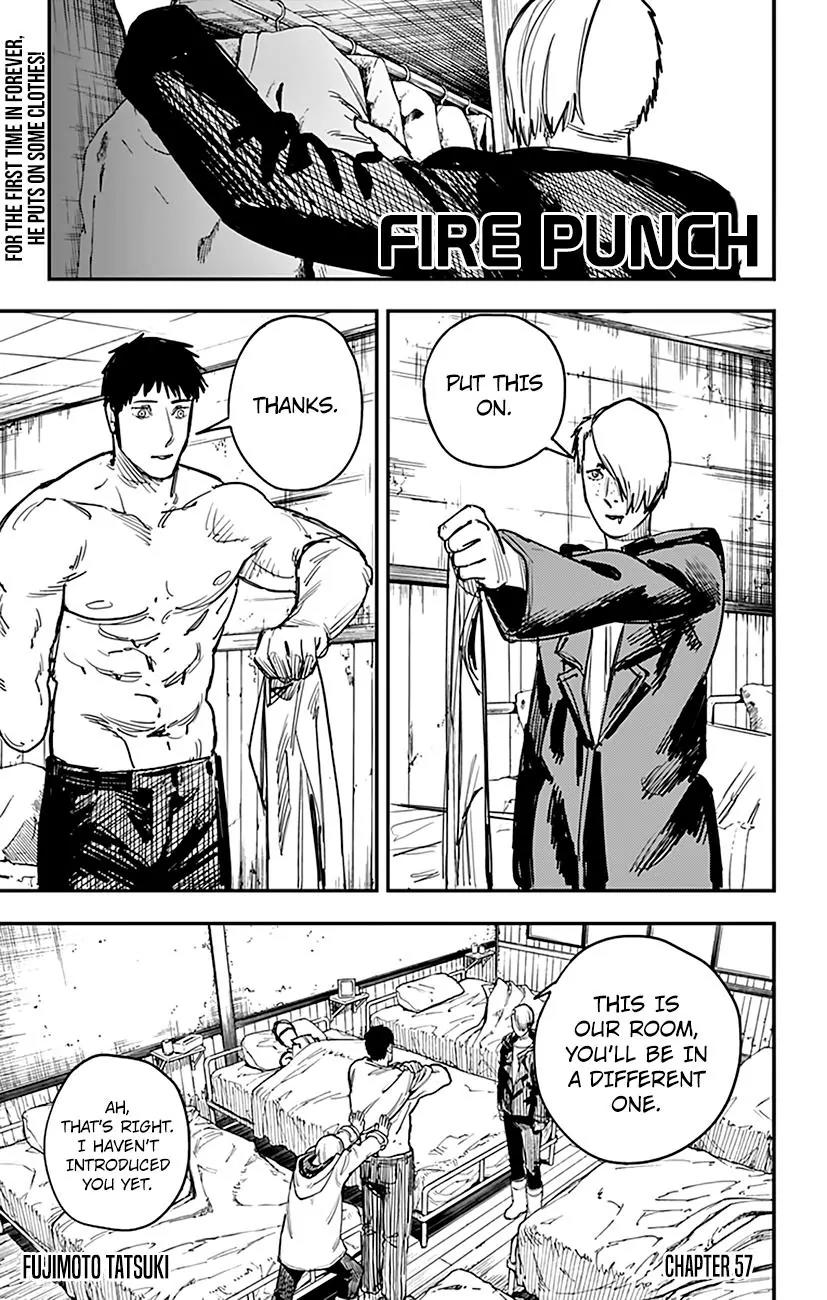 FOR THE FIRST TIME IN FOREVER,
HE PUTS ON SOME CLOTHES!
FIRE PUNCH
PUT THIS
ON.
THANKS.
THIS IS
OUR ROOM,
YOU'LL BE IN
A DIFFERENT
ONE.
AH,
THAT'S RIGHT.
I HAVEN'T
INTRODUCED
YOU YET.
FUJIMOTO TATSUKI
CHAPTER 57